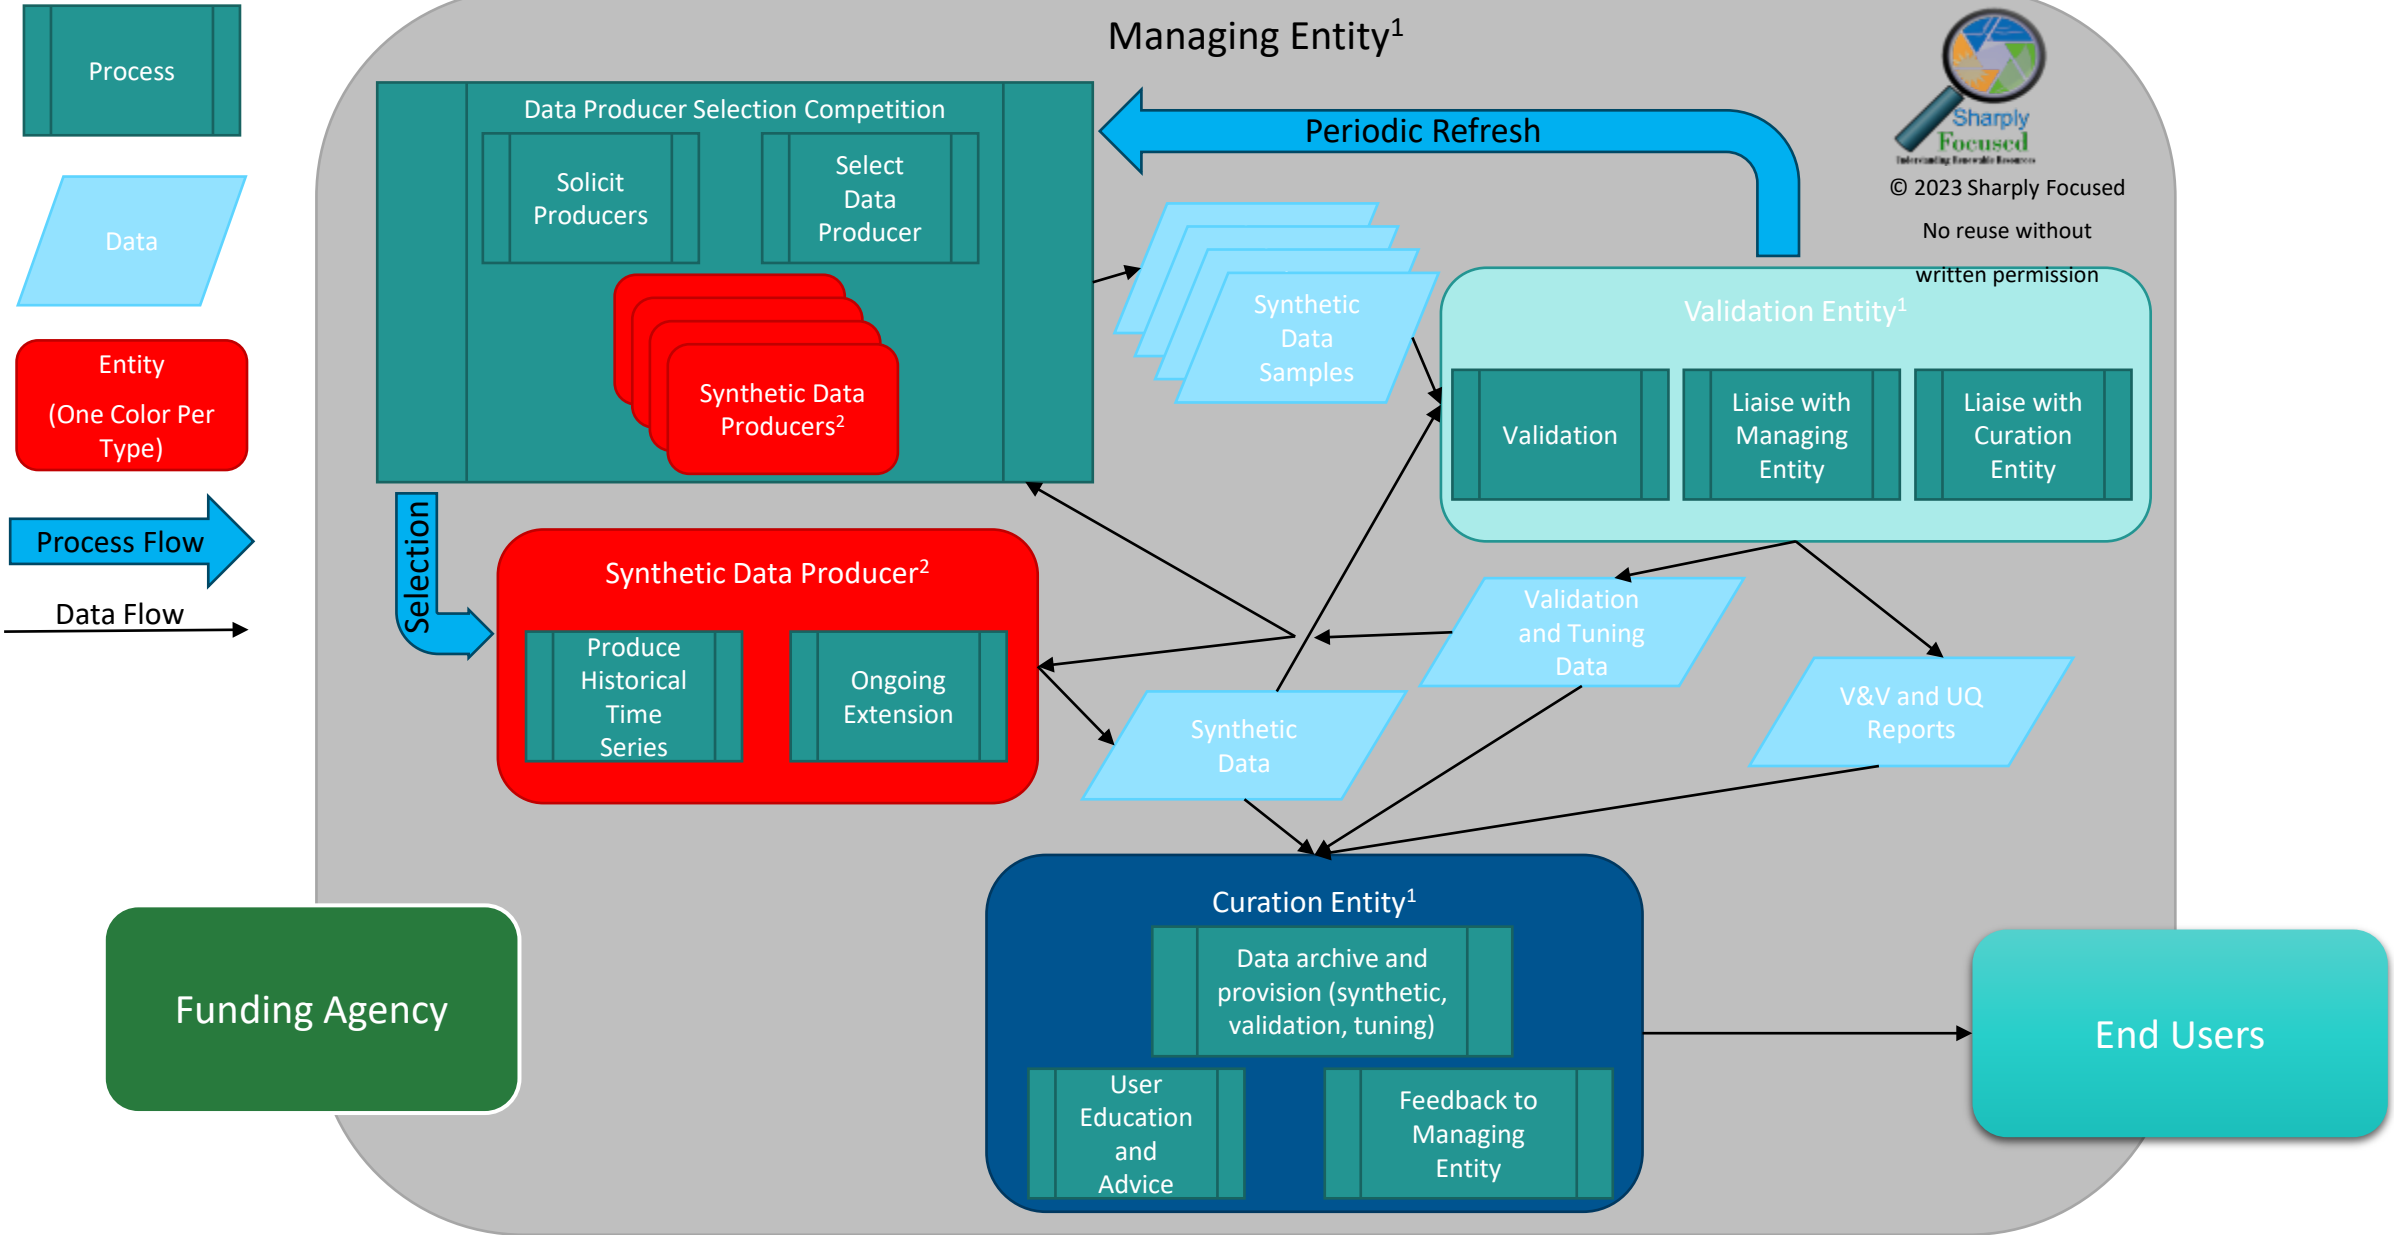 Managing Entity¹
Process
Data
Entity
(One Color Per
Type)
Process Flow
Data Flow
Data Producer Selection Competition
Solicit
Producers
Select
Data
Producer
Synthetic Data
Producers²
Periodic Refresh
Sharply
Focused
Understanding Renewable Resources
© 2023 Sharply Focused
No reuse without
written permission
Synthetic
Data
Samples
Validation Entity¹
Validation
Liaise with
Managing
Entity
Liaise with
Curation
Entity
Selection
Synthetic Data Producer²
Produce
Historical
Time
Series
Ongoing
Extension
Validation
and Tuning
Data
V&V and UQ
Reports
Synthetic
Data
Curation Entity¹
Data archive and
provision (synthetic,
validation, tuning)
User
Education
and
Advice
Feedback to
Managing
Entity
Funding Agency
End Users